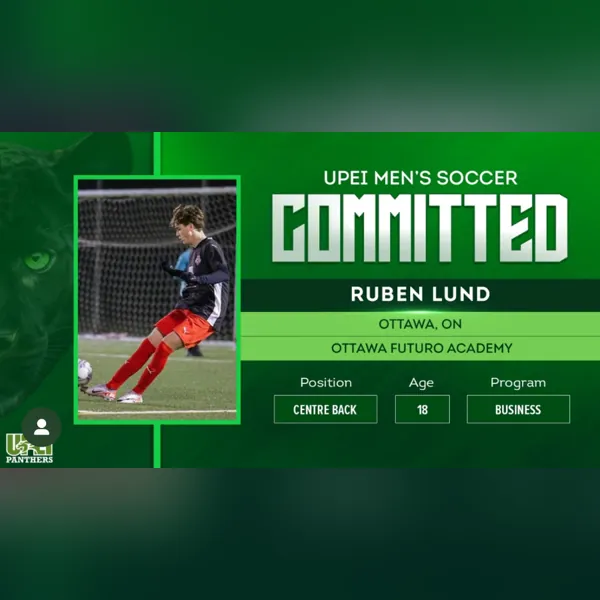 UPEI MEN'S SOCCER
COMMITTED
RUBEN LUND
OTTAWA, ON
OTTAWA FUTURO ACADEMY
Position Age Program
CENTRE BACK 18 BUSINESS
UPEI
PANTHERS